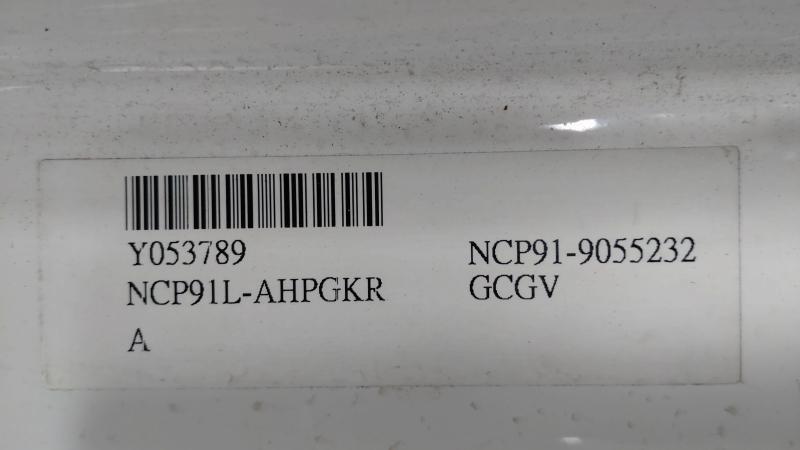 Y053789 NCP91-9055232
NCP91L-AHPGKR GCGV
A